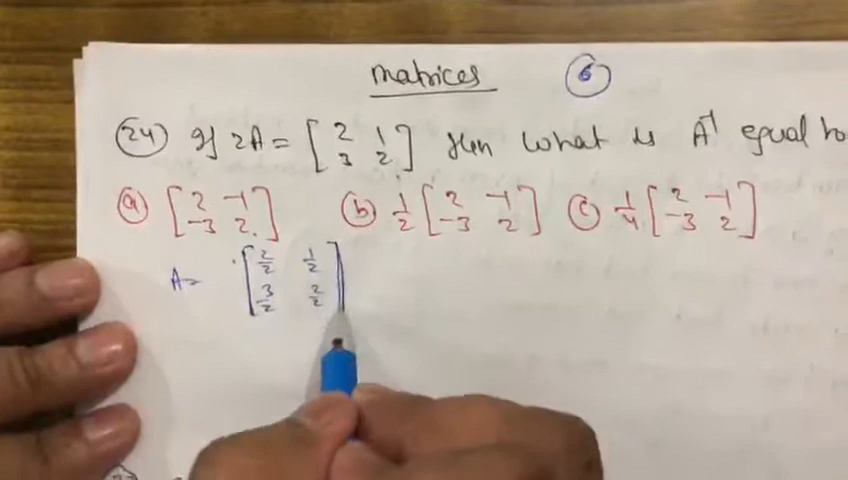 matrices 6
24 If 2A = [ 2 1 3 2 ] then what is A⁻¹ equal to
a [ 2 -1 -3 2 ] b 1/2 [ 2 -1 -3 2 ] c 1/4 [ 2 -1 -3 2 ]
A = [ 2/2 1/2 3/2 2/2 ]